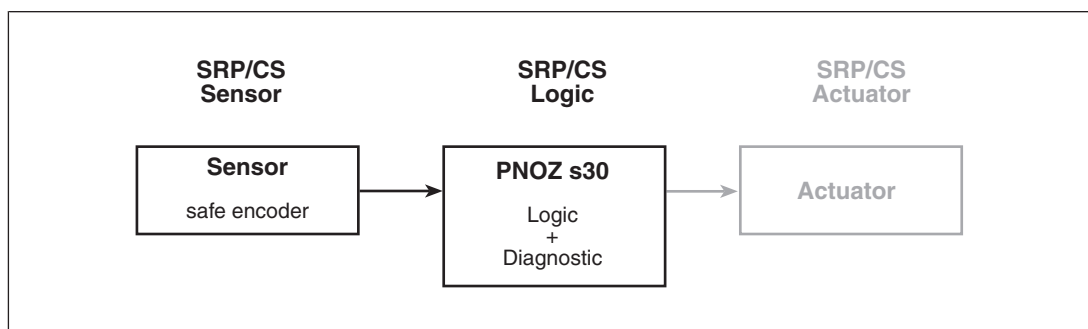 SRP/CS
Sensor
SRP/CS
Logic
SRP/CS
Actuator
Sensor
safe encoder
PNOZ s30
Logic
+
Diagnostic
Actuator